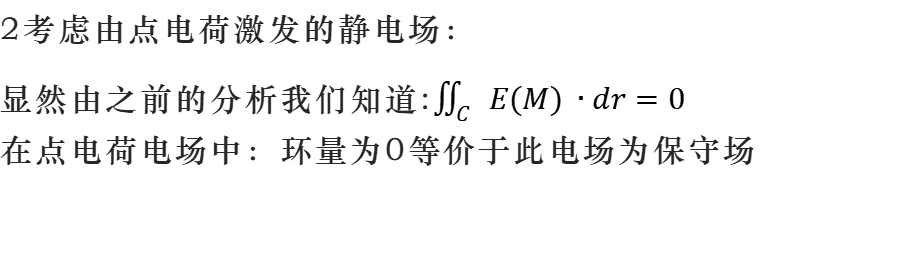 2考虑由点电荷激发的静电场：
显然由之前的分析我们知道:∬_C E(M) · dr = 0
在点电荷电场中：环量为0等价于此电场为保守场